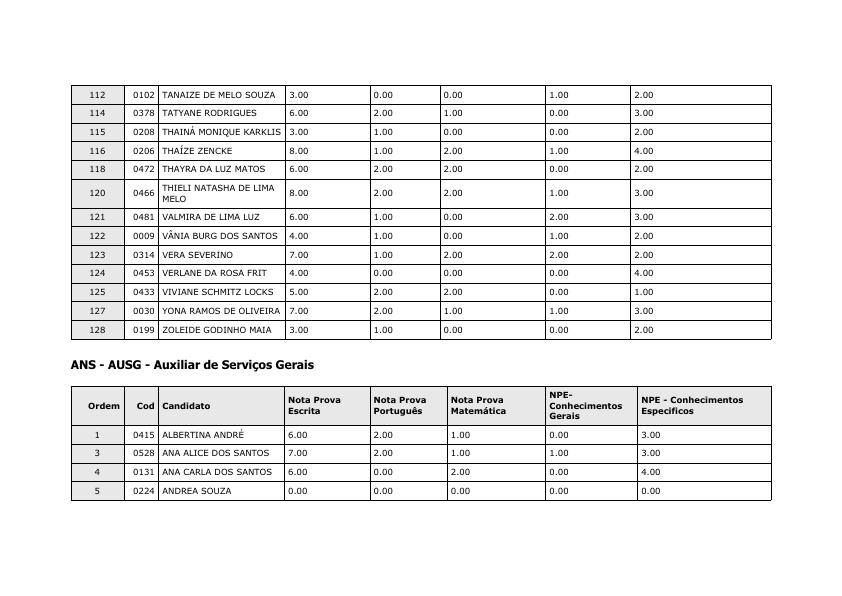 112 0102 TANAIZE DE MELO SOUZA 3.00 0.00 0.00 1.00 2.00
114 0378 TATYANE RODRIGUES 6.00 2.00 1.00 0.00 3.00
115 0208 THAINÁ MONIQUE KARKLIS 3.00 1.00 0.00 0.00 2.00
116 0206 THAÍZE ZENCKE 8.00 1.00 2.00 1.00 4.00
118 0472 THAYRA DA LUZ MATOS 6.00 2.00 2.00 0.00 2.00
120 0466 THIELI NATASHA DE LIMA MELO 8.00 2.00 2.00 1.00 3.00
121 0481 VALMIRA DE LIMA LUZ 6.00 1.00 0.00 2.00 3.00
122 0009 VÂNIA BURG DOS SANTOS 4.00 1.00 0.00 1.00 2.00
123 0314 VERA SEVERINO 7.00 1.00 2.00 2.00 2.00
124 0453 VERLANE DA ROSA FRIT 4.00 0.00 0.00 0.00 4.00
125 0433 VIVIANE SCHMITZ LOCKS 5.00 2.00 2.00 0.00 1.00
127 0030 YONA RAMOS DE OLIVEIRA 7.00 2.00 1.00 1.00 3.00
128 0199 ZOLEIDE GODINHO MAIA 3.00 1.00 0.00 0.00 2.00
ANS - AUSG - Auxiliar de Serviços Gerais
Ordem Cod Candidato Nota Prova Escrita Nota Prova Português Nota Prova Matemática NPE- Conhecimentos Gerais NPE - Conhecimentos Especificos
1 0415 ALBERTINA ANDRÉ 6.00 2.00 1.00 0.00 3.00
3 0528 ANA ALICE DOS SANTOS 7.00 2.00 1.00 1.00 3.00
4 0131 ANA CARLA DOS SANTOS 6.00 0.00 2.00 0.00 4.00
5 0224 ANDREA SOUZA 0.00 0.00 0.00 0.00 0.00